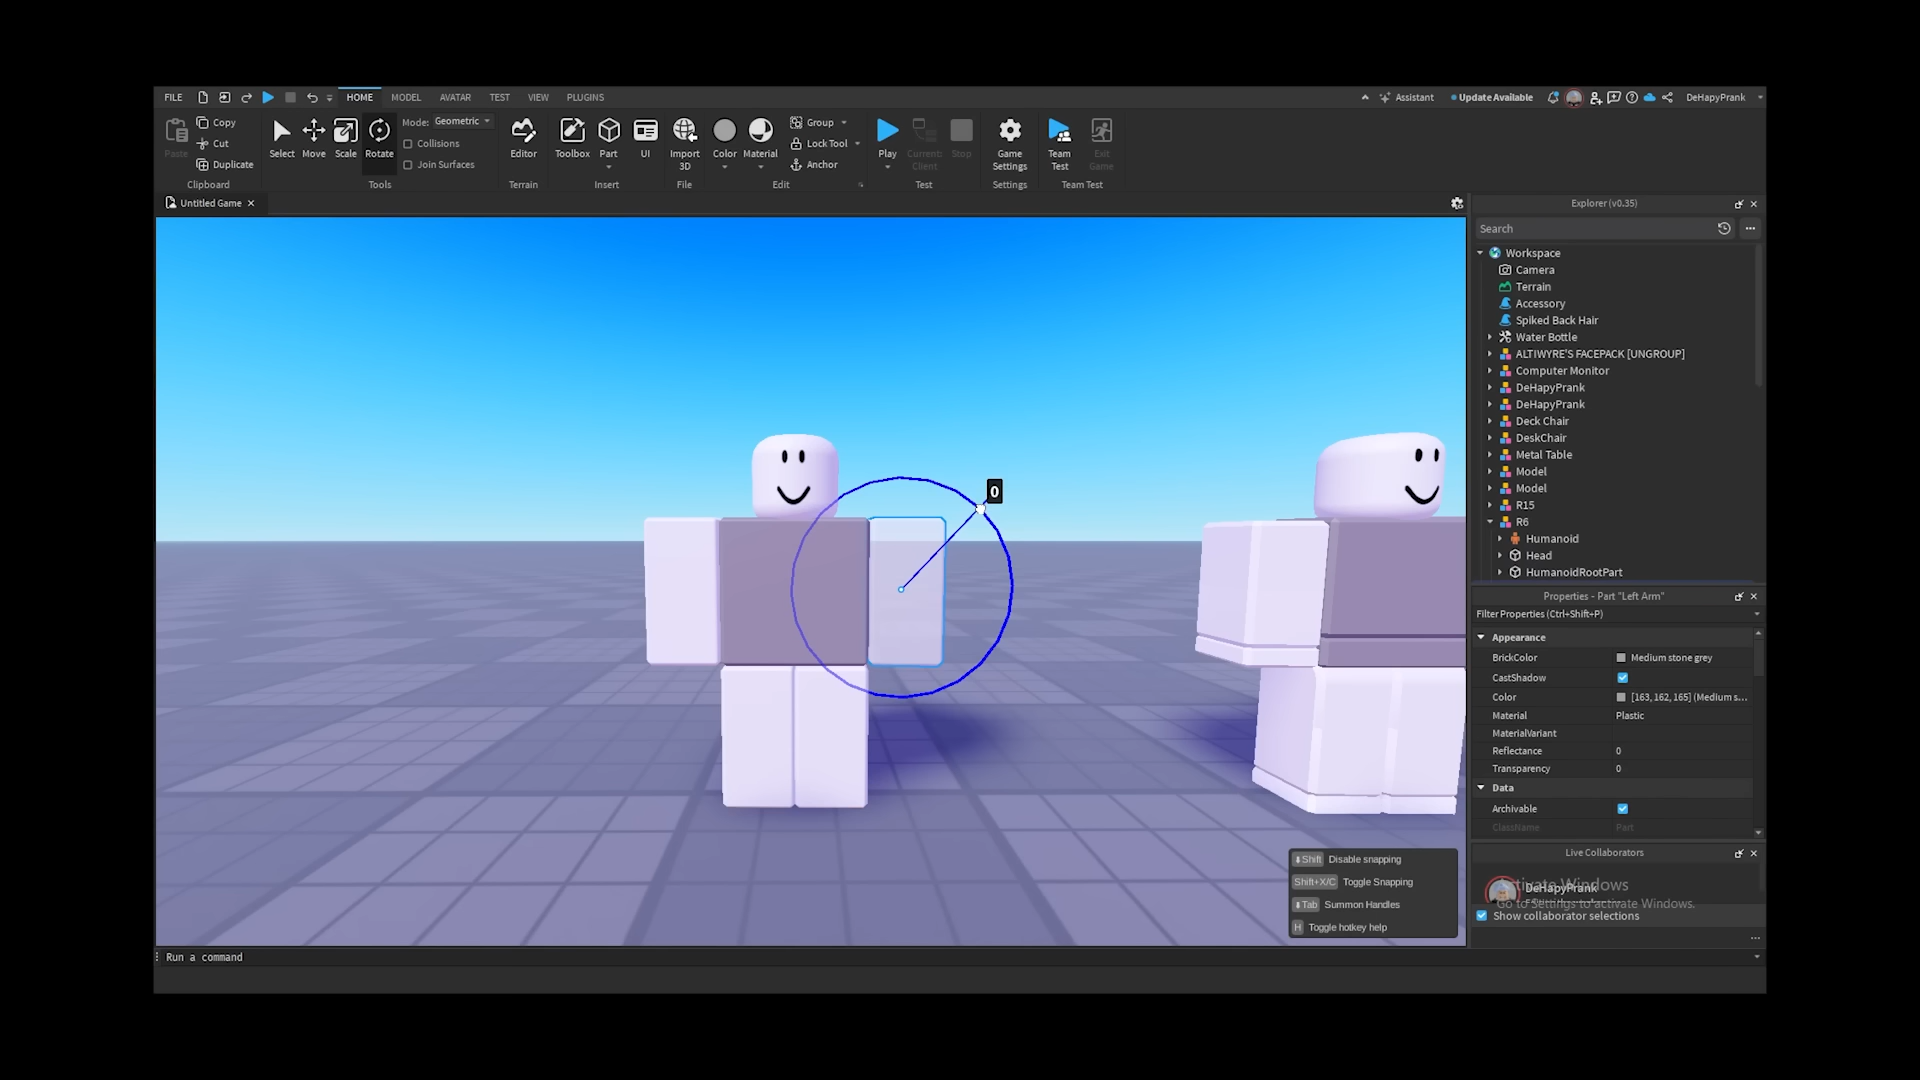 FILE HOME MODEL AVATAR TEST VIEW PLUGINS Assistant Update Available DeHapyPrank
Paste Copy Cut Duplicate Clipboard
Select Move Scale Rotate Mode: Geometric Collisions Join Surfaces Tools
Editor Terrain
Toolbox Part UI Insert
Import 3D File
Color Material Group Lock Tool Anchor Edit
Play Current: Client Stop Test
Game Settings Settings
Team Test Exit Game Team Test
Untitled Game
0
Shift Disable snapping
Shift+X/C Toggle Snapping
Tab Summon Handles
H Toggle hotkey help
Explorer (v0.35)
Search
Workspace
Camera
Terrain
Accessory
Spiked Back Hair
Water Bottle
ALTIWYRE'S FACEPACK [UNGROUP]
Computer Monitor
DeHapyPrank
DeHapyPrank
Deck Chair
DeskChair
Metal Table
Model
Model
R15
R6
Humanoid
Head
HumanoidRootPart
Properties - Part "Left Arm"
Filter Properties (Ctrl+Shift+P)
Appearance
BrickColor Medium stone grey
CastShadow
Color [163, 162, 165] (Medium s...
Material Plastic
MaterialVariant
Reflectance 0
Transparency 0
Data
Archivable
ClassName Part
Live Collaborators
DeHapyPrank
Activate Windows
Go to Settings to activate Windows.
Show collaborator selections
Run a command